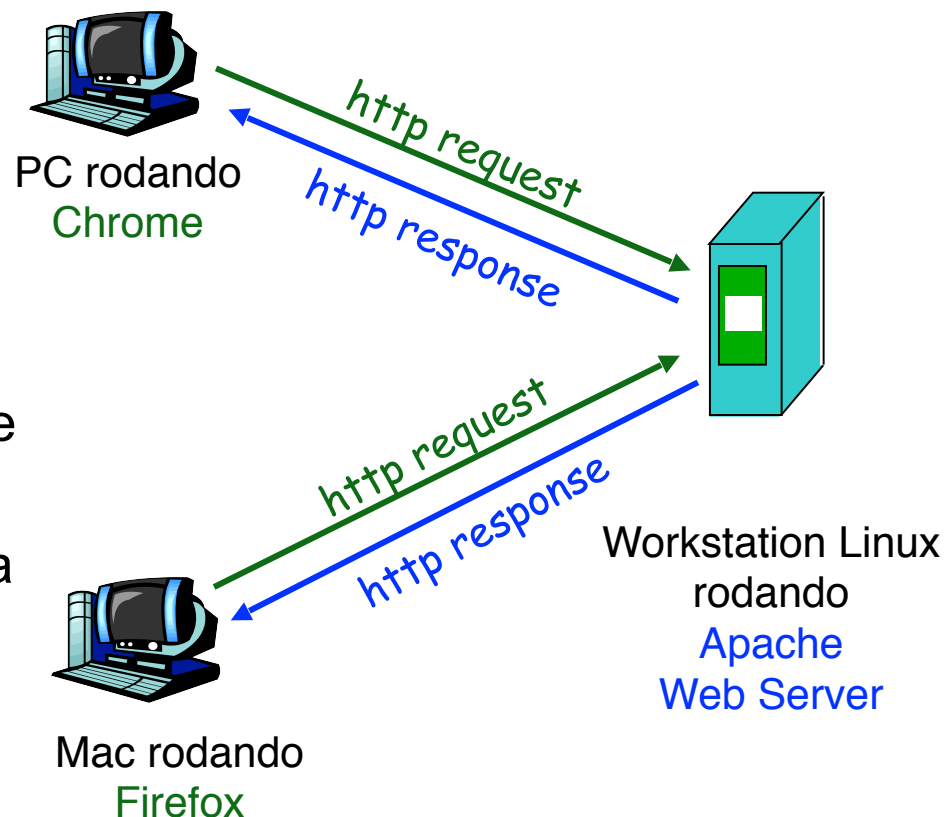 http request
http response
PC rodando
Chrome
e
http request
http response
a
Workstation Linux
rodando
Apache
Web Server
Mac rodando
Firefox